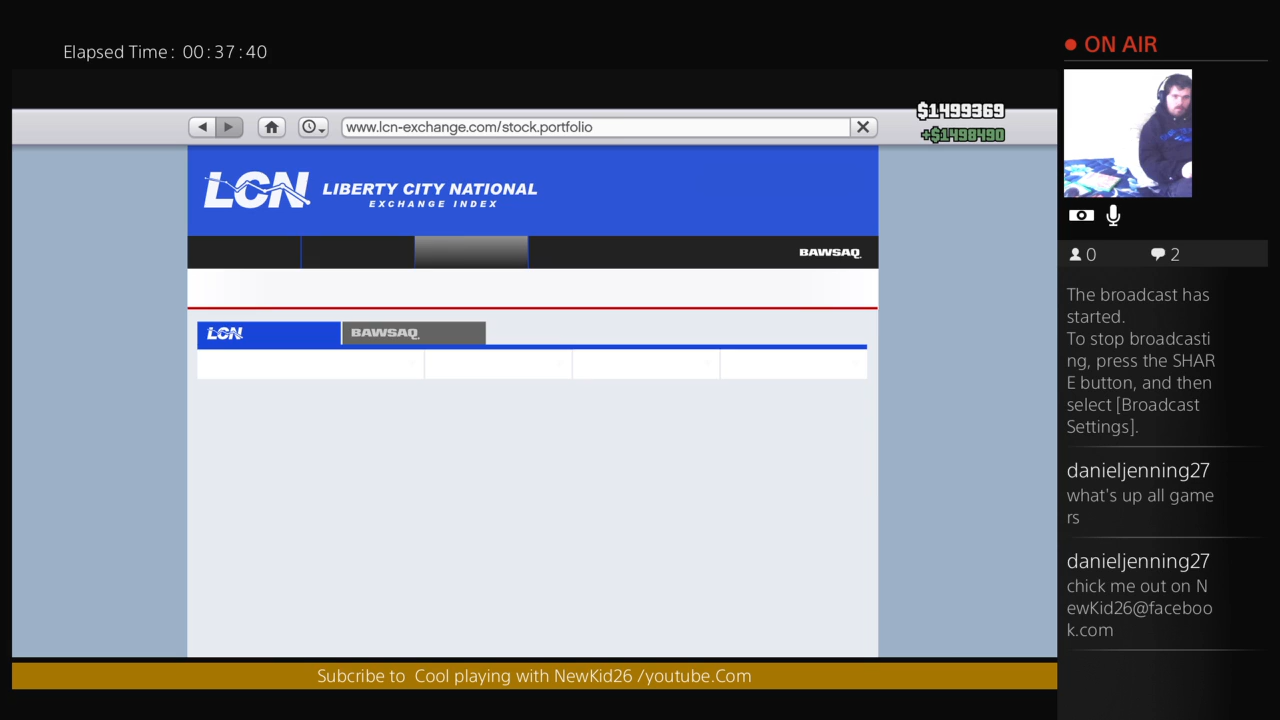 Elapsed Time: 00:37:40
ON AIR
www.lcn-exchange.com/stock.portfolio
$1499369
+$1498490
LCN LIBERTY CITY NATIONAL
EXCHANGE INDEX
BAWSAQ
LCN BAWSAQ
0 2
The broadcast has
started.
To stop broadcasti
ng, press the SHAR
E button, and then
select [Broadcast
Settings].
danieljenning27
what's up all game
rs
danieljenning27
chick me out on N
ewKid26@faceboo
k.com
Subcribe to Cool playing with NewKid26 /youtube.Com